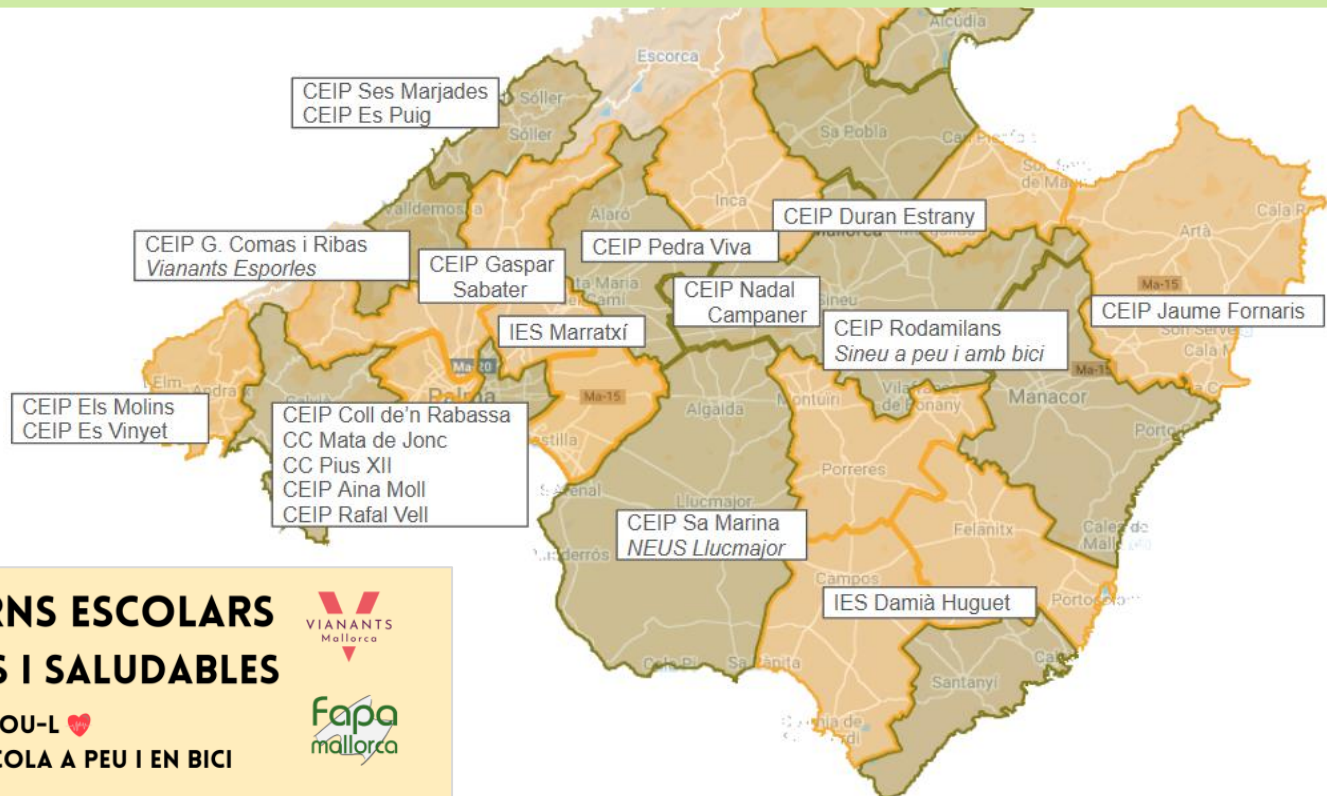 Alcúdia
Escorca
CEIP Ses Marjades
CEIP Es Puig
Sóller
Sóller
Sa Pobla
Inca
Alaró
Artà
CEIP Duran Estrany
CEIP G. Comas i Ribas
Vianants Esporles
CEIP Pedra Viva
CEIP Gaspar
Sabater
CEIP Nadal
Campaner
Sineu
Ma-15
IES Marratxí
CEIP Rodamilans
Sineu a peu i amb bici
CEIP Jaume Fornaris
Ma-15
Manacor
Algaida
Montuïri
CEIP Els Molins
CEIP Es Vinyet
CEIP Coll de'n Rabassa
CC Mata de Jonc
CC Pius XII
CEIP Aina Moll
CEIP Rafal Vell
Porreres
Llucmajor
CEIP Sa Marina
NEUS Llucmajor
Felanitx
Campos
IES Damià Huguet
Santanyí
RNS ESCOLARS
S I SALUDABLES
OU-L
COLA A PEU I EN BICI
VIANANTS
Mallorca
Fapa
mallorca